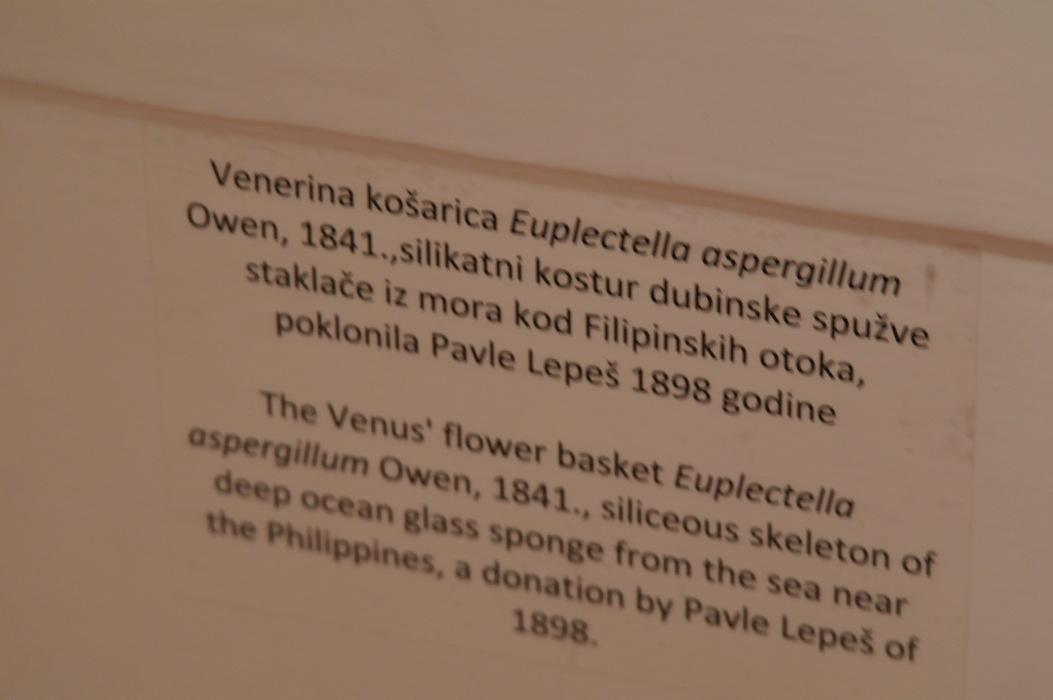 Venerina košarica Euplectella aspergillum
Owen, 1841.,silikatni kostur dubinske spužve
staklače iz mora kod Filipinskih otoka,
poklonila Pavle Lepeš 1898 godine
The Venus' flower basket Euplectella
aspergillum Owen, 1841., siliceous skeleton of
deep ocean glass sponge from the sea near
the Philippines, a donation by Pavle Lepeš of
1898.